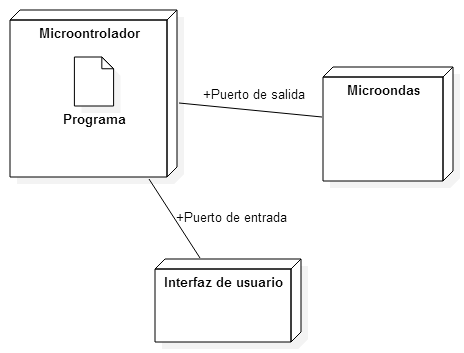 Microontrolador
Programa
+Puerto de salida
Microondas
+Puerto de entrada
Interfaz de usuario